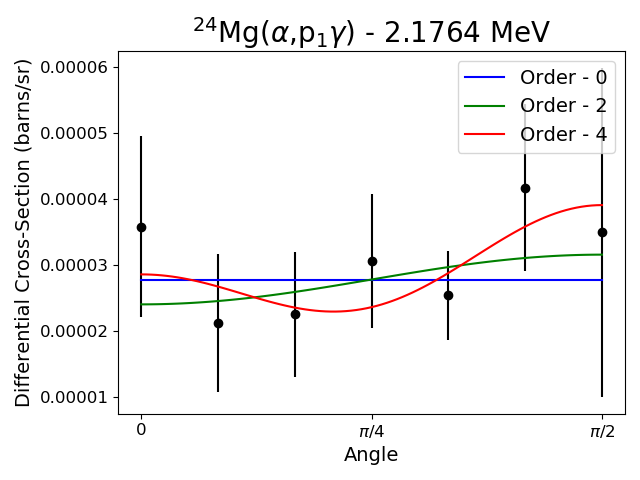 ²⁴Mg(α,p₁γ) - 2.1764 MeV
Differential Cross-Section (barns/sr)
0.00006
0.00005
0.00004
0.00003
0.00002
0.00001
Order - 0
Order - 2
Order - 4
0
π/4
π/2
Angle